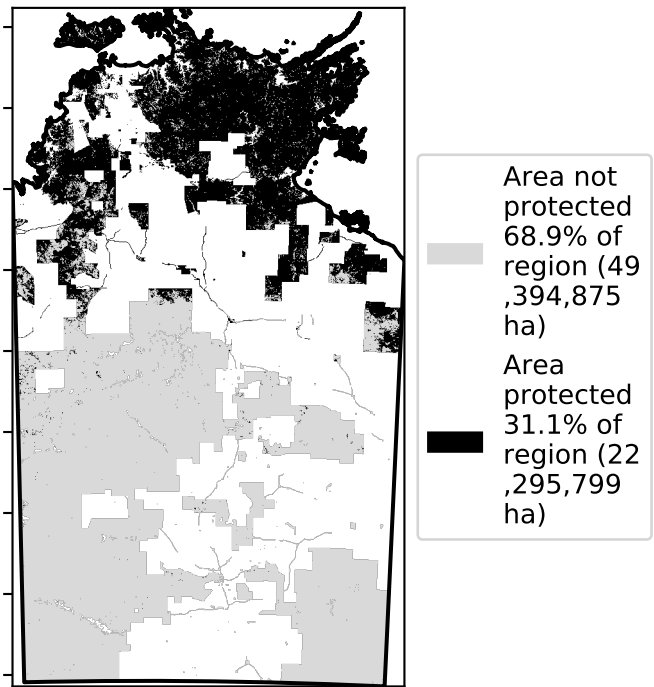 Area not
protected
68.9% of
region (49
,394,875
ha)
Area
protected
31.1% of
region (22
,295,799
ha)